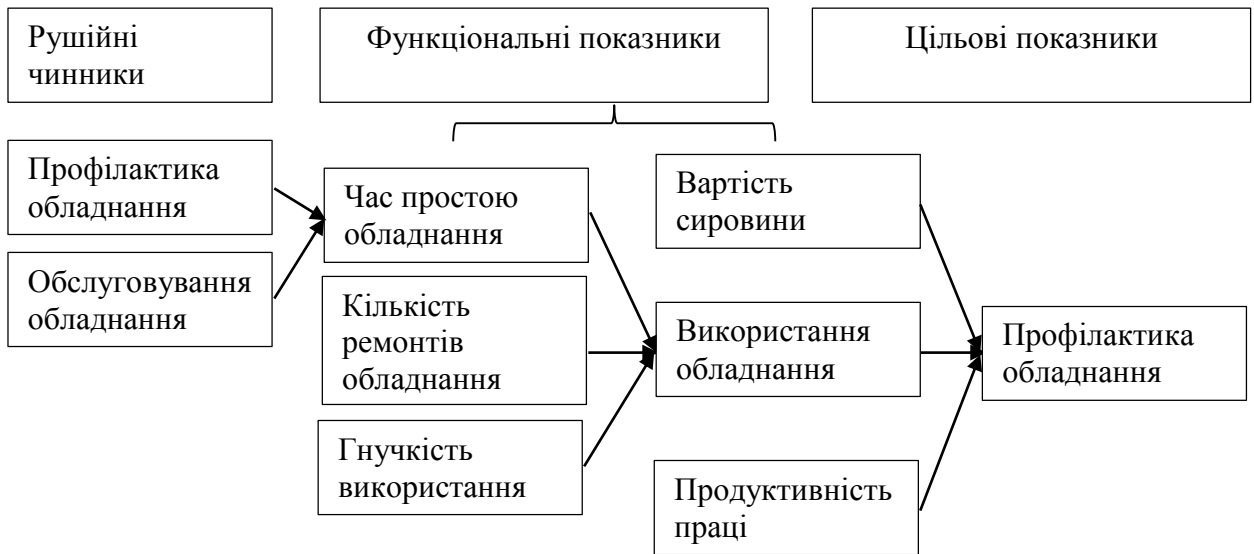 Рушійні
чинники
Функціональні показники
Цільові показники
Профілактика
обладнання
Обслуговування
обладнання
Час простою
обладнання
Кількість
ремонтів
обладнання
Гнучкість
використання
Вартість
сировини
Використання
обладнання
Продуктивність
праці
Профілактика
обладнання